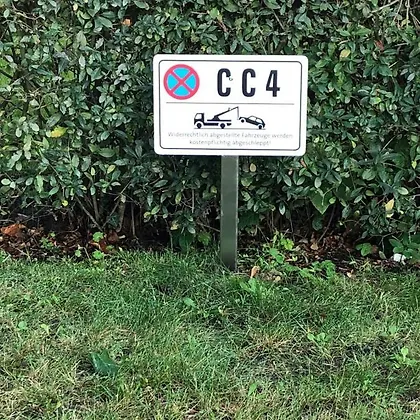 CC4
Widerrechtlich abgestellte Fahrzeuge werden
kostenpflichtig abgeschleppt!